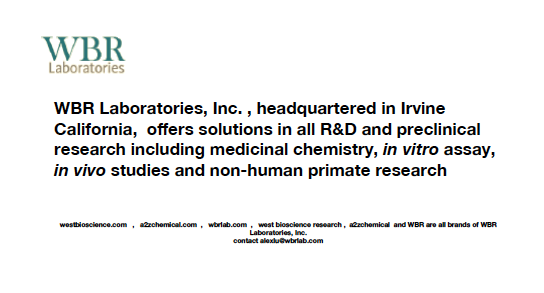 WBR
Laboratories
WBR Laboratories, Inc. , headquartered in Irvine
California,  offers solutions in all R&D and preclinical
research including medicinal chemistry, in vitro assay,
in vivo studies and non-human primate research
westbioscience.com  ,  a2zchemical.com  ,  wbrlab.com  ,  west bioscience research ,  a2zchemical  and WBR are all brands of WBR
Laboratories, Inc.
contact alexlu@wbrlab.com